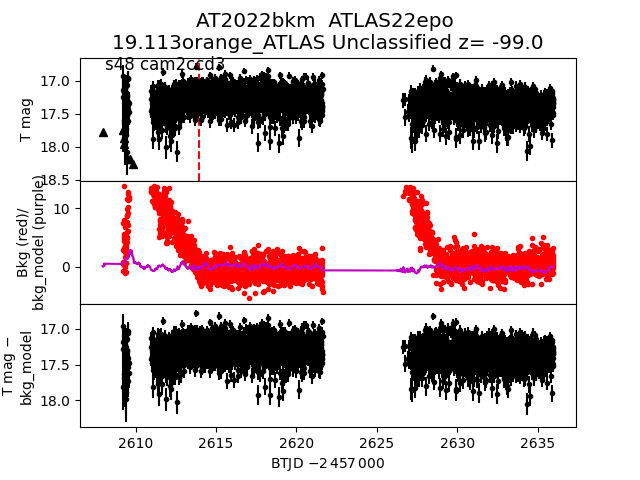 AT2022bkm  ATLAS22epo
19.113orange_ATLAS Unclassified z= -99.0
s48 cam2ccd3
T mag
17.0
17.5
18.0
18.5
Bkg (red)/
bkg_model (purple)
10
0
T mag −
bkg_model
17.0
17.5
18.0
2610 2615 2620 2625 2630 2635
BTJD −2 457 000